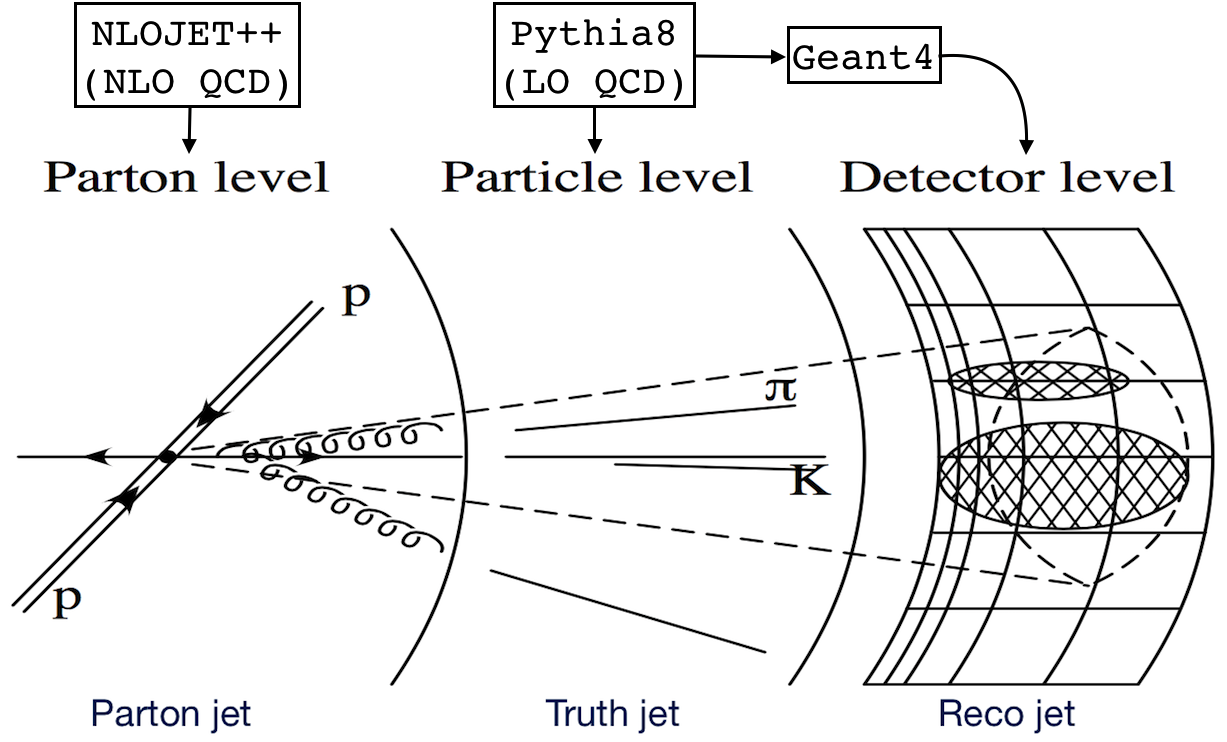 NLOJET++
(NLO QCD)
Pythia8
(LO QCD)
Geant4
Parton level
Particle level
Detector level
p
π
K
p
Parton jet
Truth jet
Reco jet